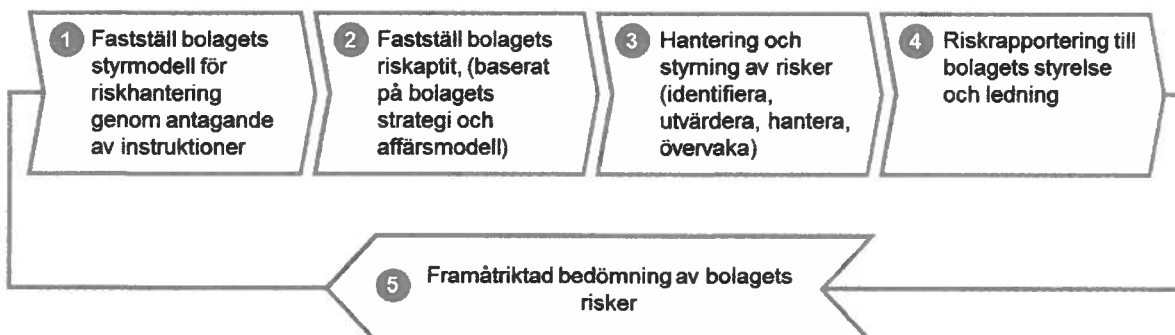 1 Fastställ bolagets
styrmodell för
riskhantering
genom antagande
av instruktioner
2 Fastställ bolagets
riskaptit, (baserat
på bolagets
strategi och
affärsmodell)
3 Hantering och
styrning av risker
(identifiera,
utvärdera, hantera,
övervaka)
4 Riskrapportering till
bolagets styrelse
och ledning
5 Framåtriktad bedömning av bolagets
risker